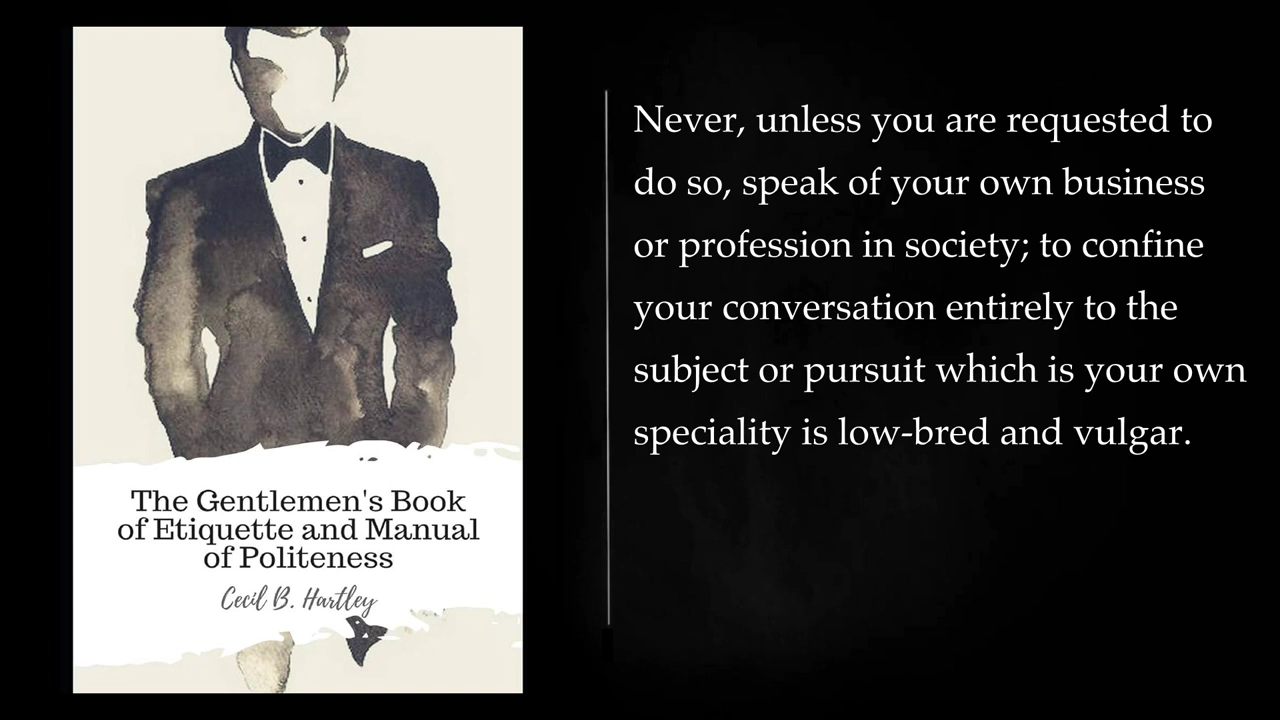 The Gentlemen's Book
of Etiquette and Manual
of Politeness
Cecil B. Hartley
Never, unless you are requested to
do so, speak of your own business
or profession in society; to confine
your conversation entirely to the
subject or pursuit which is your own
speciality is low-bred and vulgar.